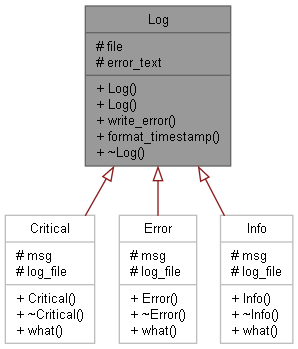 Log
# file
# error_text
+ Log()
+ Log()
+ write_error()
+ format_timestamp()
+ ~Log()
Critical
# msg
# log_file
+ Critical()
+ ~Critical()
+ what()
Error
# msg
# log_file
+ Error()
+ ~Error()
+ what()
Info
# msg
# log_file
+ Info()
+ ~Info()
+ what()